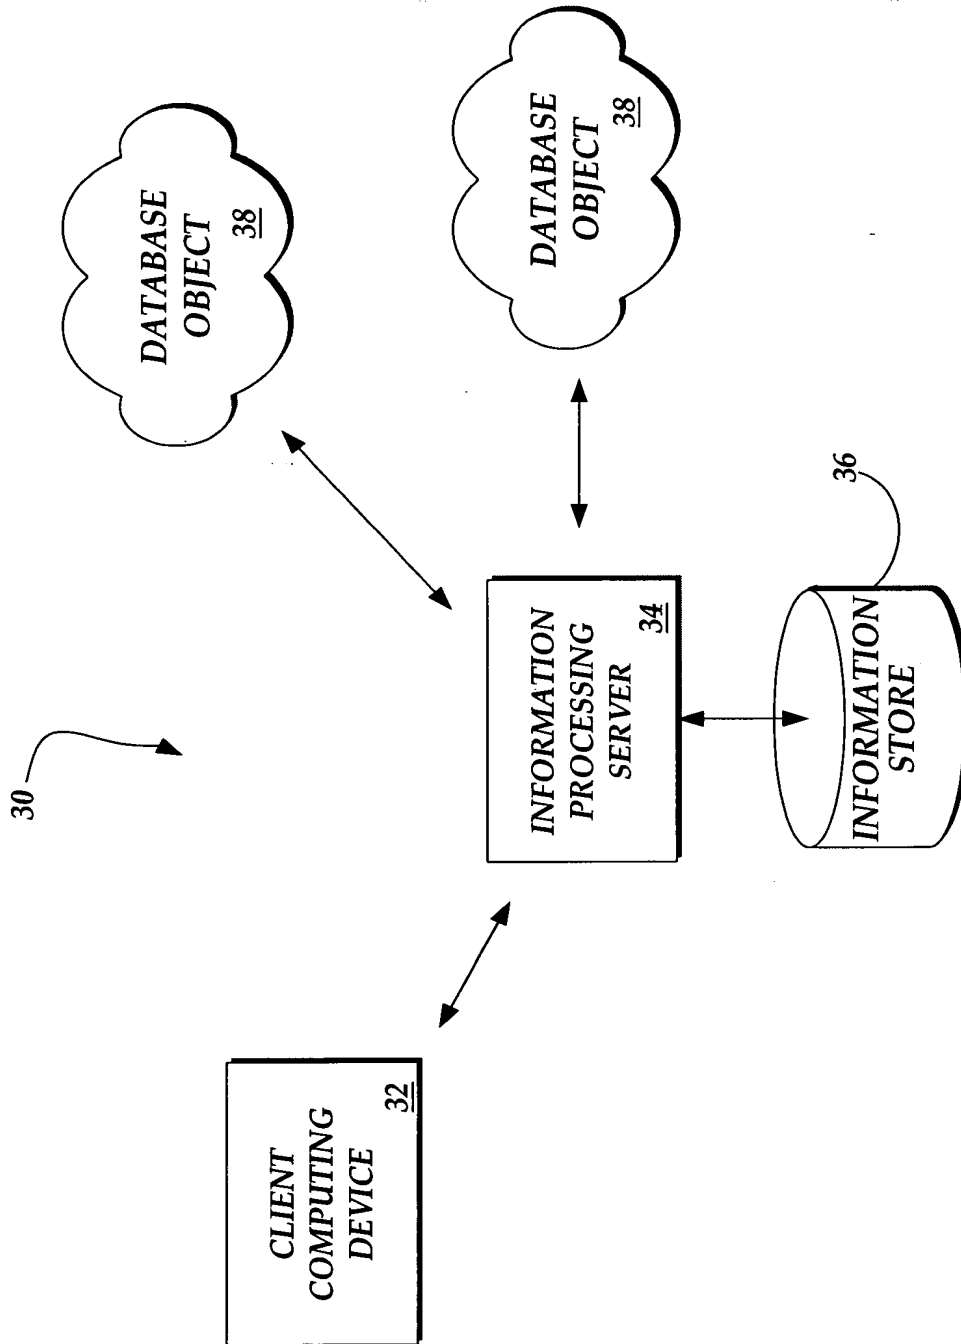 30
CLIENT
COMPUTING
DEVICE
32
INFORMATION
PROCESSING
SERVER
34
INFORMATION
STORE
36
DATABASE
OBJECT
38
DATABASE
OBJECT
38